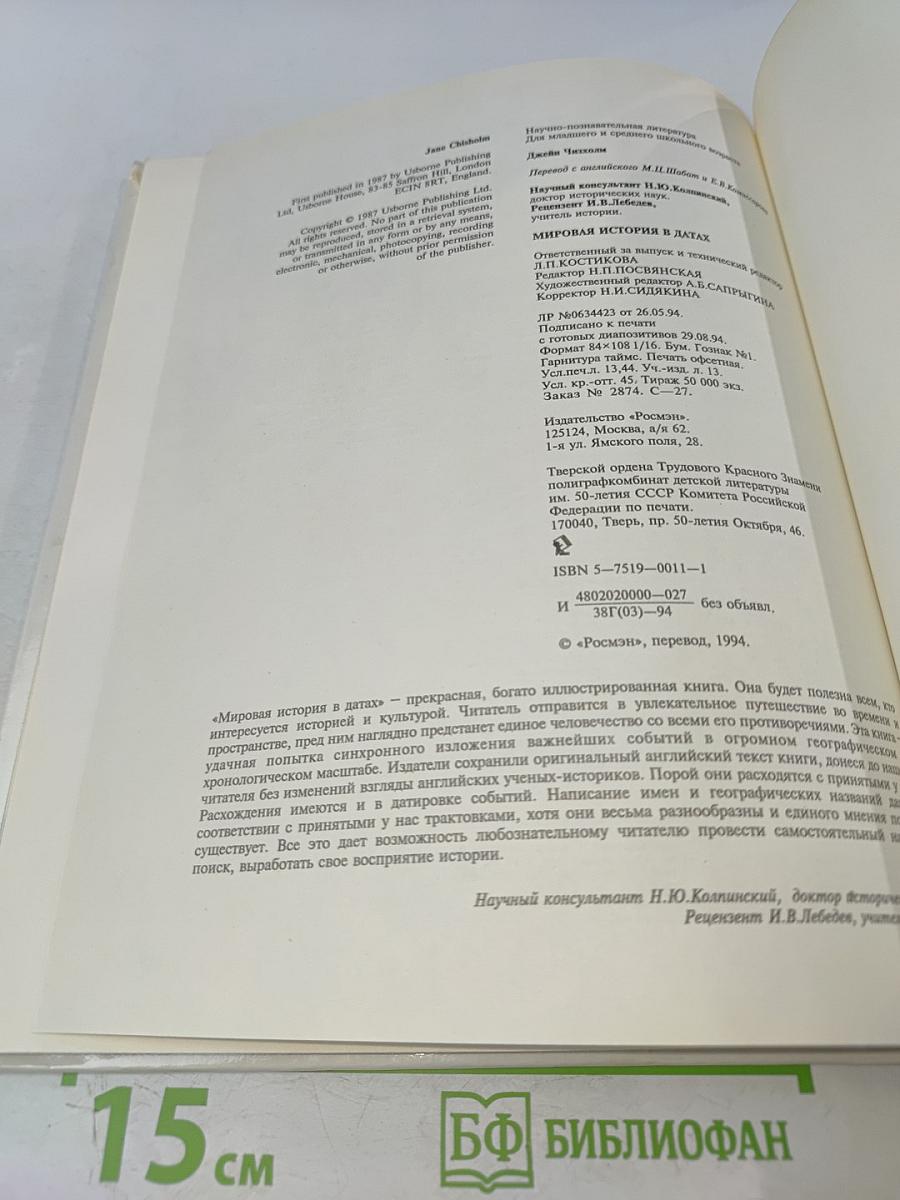 Jane Chisholm
First published in 1987 by Usborne Publishing
Ltd, Usborne House, 83-85 Saffron Hill, London
EC1N 8RT, England.
Copyright © 1987 Usborne Publishing Ltd.
All rights reserved. No part of this publication
may be reproduced, stored in a retrieval system,
or transmitted in any form or by any means,
electronic, mechanical, photocopying, recording
or otherwise, without prior permission
of the publisher.
Научно-познавательная литература
Для младшего и среднего школьного возраста
Джейн Чизхолм
Перевод с английского М.Ц.Шабат и Е.В.Комиссарова
Научный консультант Н.Ю.Колпинский,
доктор исторических наук.
Рецензент И.В.Лебедев,
учитель истории.
МИРОВАЯ ИСТОРИЯ В ДАТАХ
Ответственный за выпуск и технический редактор
Л.П.КОСТИКОВА
Редактор Н.П.ПОСВЯНСКАЯ
Художественный редактор А.Б.САПРЫГИНА
Корректор Н.И.СИДЯКИНА
ЛР №0634423 от 26.05.94.
Подписано к печати
с готовых диапозитивов 29.08.94.
Формат 84×108 1/16. Бум. Гознак №1.
Гарнитура таймс. Печать офсетная.
Усл.печ.л. 13,44. Уч.-изд. л. 13.
Усл. кр.-отт. 45. Тираж 50 000 экз.
Заказ № 2874. С—27.
Издательство «Росмэн».
125124, Москва, а/я 62.
1-я ул. Ямского поля, 28.
Тверской ордена Трудового Красного Знамени
полиграфкомбинат детской литературы
им. 50-летия СССР Комитета Российской
Федерации по печати.
170040, Тверь, пр. 50-летия Октября, 46.
ISBN 5—7519—0011—1
И 4802020000—027 без объявл.
38Г(03)—94
© «Росмэн», перевод, 1994.
«Мировая история в датах» — прекрасная, богато иллюстрированная книга. Она будет полезна всем, кто
интересуется историей и культурой. Читатель отправится в увлекательное путешествие во времени и
пространстве, пред ним наглядно предстанет единое человечество со всеми его противоречиями. Эта книга-
удачная попытка синхронного изложения важнейших событий в огромном географическом
хронологическом масштабе. Издатели сохранили оригинальный английский текст книги, донеся до наш
читателя без изменений взгляды английских ученых-историков. Порой они расходятся с принятыми у
Расхождения имеются и в датировке событий. Написание имен и географических названий да
соответствии с принятыми у нас трактовками, хотя они весьма разнообразны и единого мнения по
существует. Все это дает возможность любознательному читателю провести самостоятельный на
поиск, выработать свое восприятие истории.
Научный консультант Н.Ю.Колпинский, доктор историче
Рецензент И.В.Лебедев, учите
15 см
БФ БИБЛИОФАН